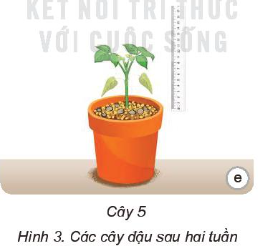 KẾT NỐI TRI THỨC
VỚI CUỘC SỐNG
e
Cây 5
Hình 3. Các cây đậu sau hai tuần